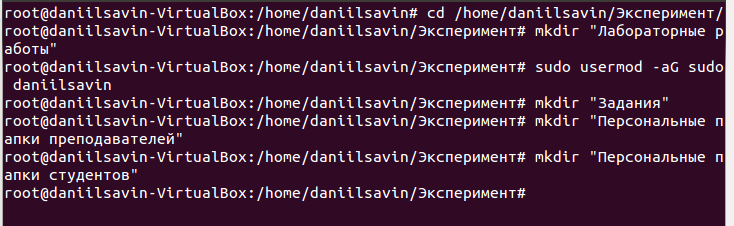 root@daniilsavin-VirtualBox:/home/daniilsavin# cd /home/daniilsavin/Эксперимент/
root@daniilsavin-VirtualBox:/home/daniilsavin/Эксперимент# mkdir "Лабораторные р
аботы"
root@daniilsavin-VirtualBox:/home/daniilsavin/Эксперимент# sudo usermod -aG sudo
daniilsavin
root@daniilsavin-VirtualBox:/home/daniilsavin/Эксперимент# mkdir "Задания"
root@daniilsavin-VirtualBox:/home/daniilsavin/Эксперимент# mkdir "Персональные п
апки преподавателей"
root@daniilsavin-VirtualBox:/home/daniilsavin/Эксперимент# mkdir "Персональные п
апки студентов"
root@daniilsavin-VirtualBox:/home/daniilsavin/Эксперимент#